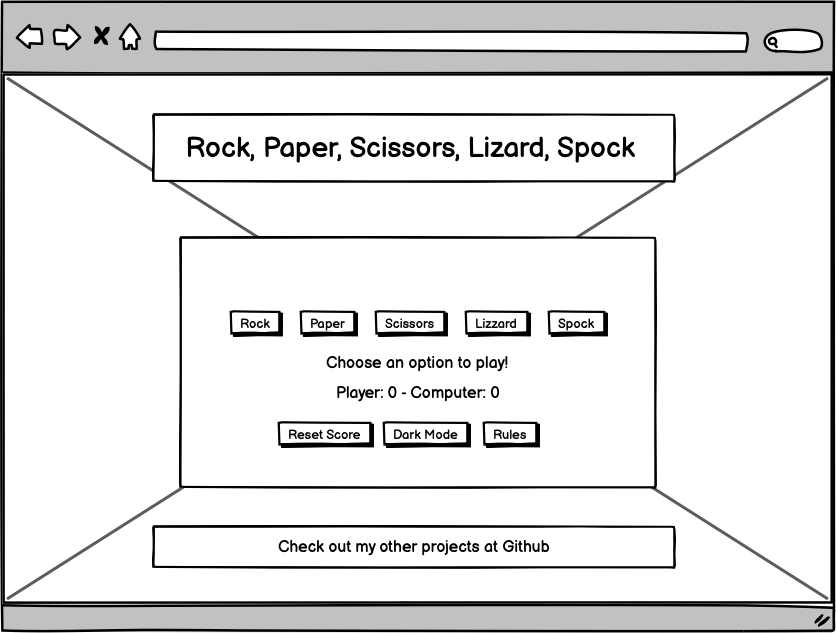 Rock, Paper, Scissors, Lizard, Spock
Rock Paper Scissors Lizzard Spock
Choose an option to play!
Player: 0 - Computer: 0
Reset Score Dark Mode Rules
Check out my other projects at Github